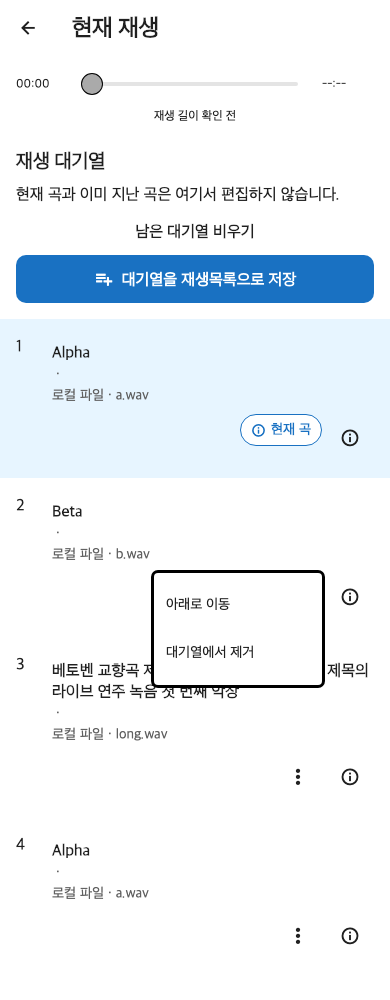 현재 재생
00:00
--:--
재생 길이 확인 전
재생 대기열
현재 곡과 이미 지난 곡은 여기서 편집하지 않습니다.
남은 대기열 비우기
대기열을 재생목록으로 저장
1
Alpha
·
로컬 파일 · a.wav
현재 곡
2
Beta
·
로컬 파일 · b.wav
아래로 이동
대기열에서 제거
3
베토벤 교향곡 제목의
라이브 연주 녹음 첫 번째 악장
·
로컬 파일 · long.wav
4
Alpha
·
로컬 파일 · a.wav